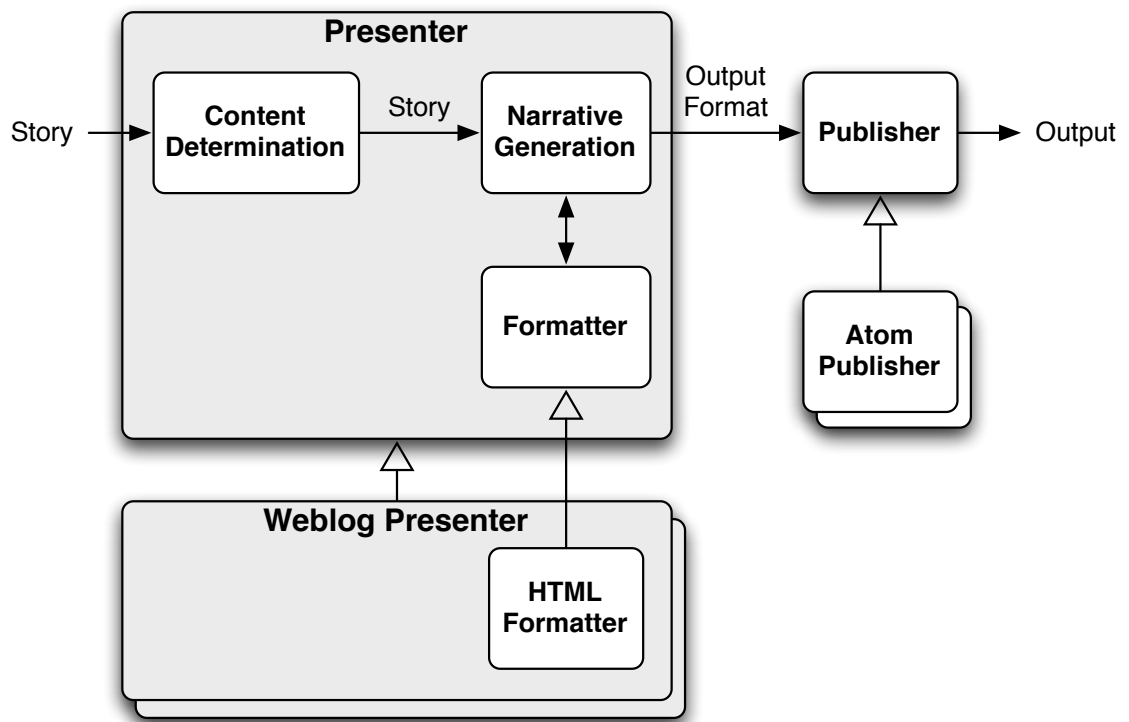 Presenter
Story
Content
Determination
Story
Narrative
Generation
Output
Format
Publisher
Output
Formatter
Atom
Publisher
Weblog Presenter
HTML
Formatter